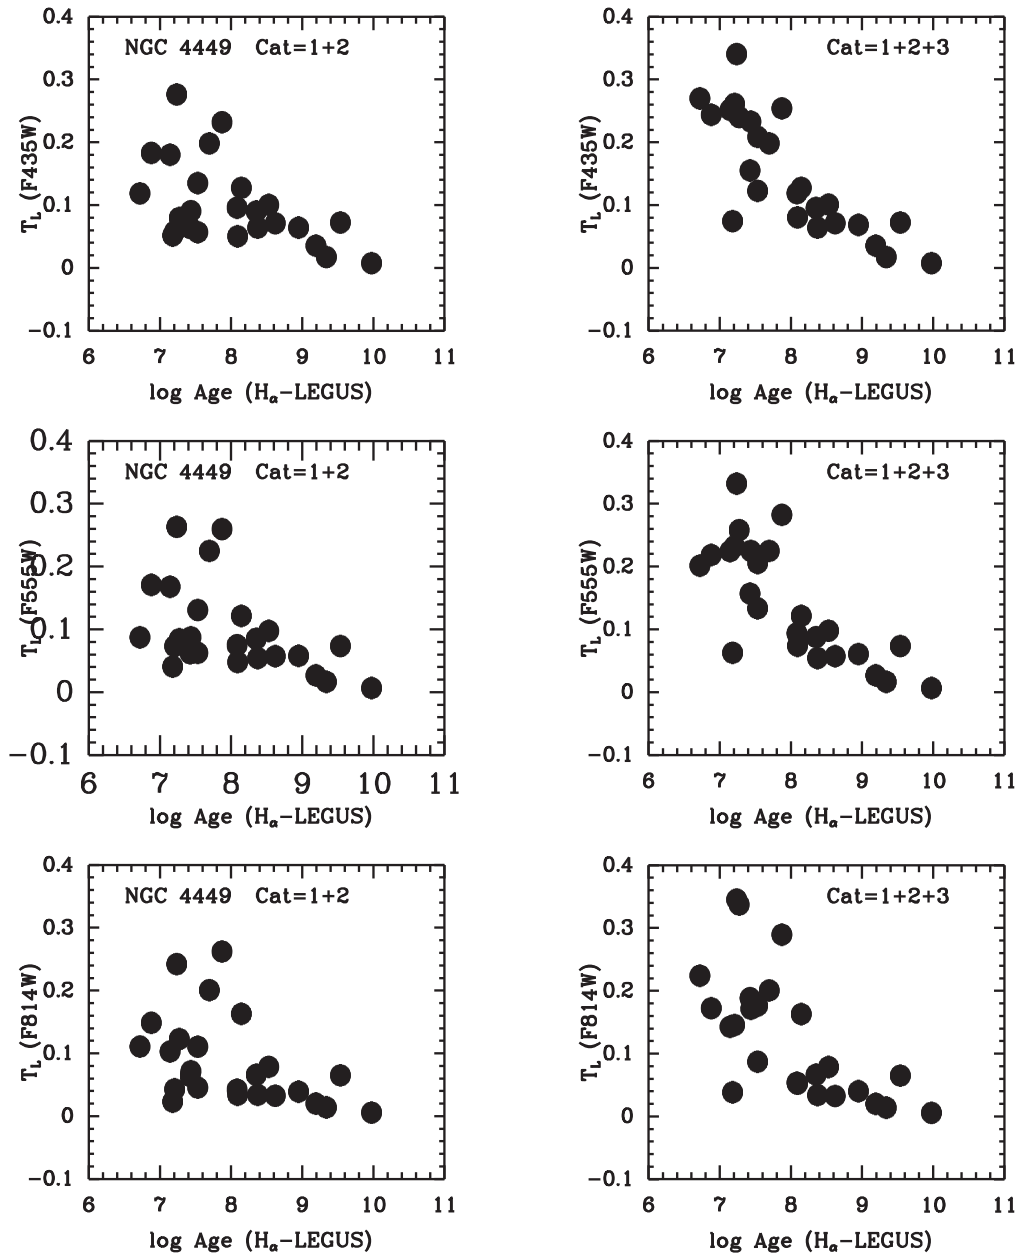 0.4
NGC 4449 Cat=1+2
0.3
0.2
0.1
0
−0.1
T_L (F435W)
6 7 8 9 10 11
log Age (H_α−LEGUS)
0.4
Cat=1+2+3
0.3
0.2
0.1
0
−0.1
T_L (F435W)
6 7 8 9 10 11
log Age (H_α−LEGUS)
0.4
NGC 4449 Cat=1+2
0.3
0.2
0.1
0
−0.1
T_L (F555W)
6 7 8 9 10 11
log Age (H_α−LEGUS)
0.4
Cat=1+2+3
0.3
0.2
0.1
0
−0.1
T_L (F555W)
6 7 8 9 10 11
log Age (H_α−LEGUS)
0.4
NGC 4449 Cat=1+2
0.3
0.2
0.1
0
−0.1
T_L (F814W)
6 7 8 9 10 11
log Age (H_α−LEGUS)
0.4
Cat=1+2+3
0.3
0.2
0.1
0
−0.1
T_L (F814W)
6 7 8 9 10 11
log Age (H_α−LEGUS)